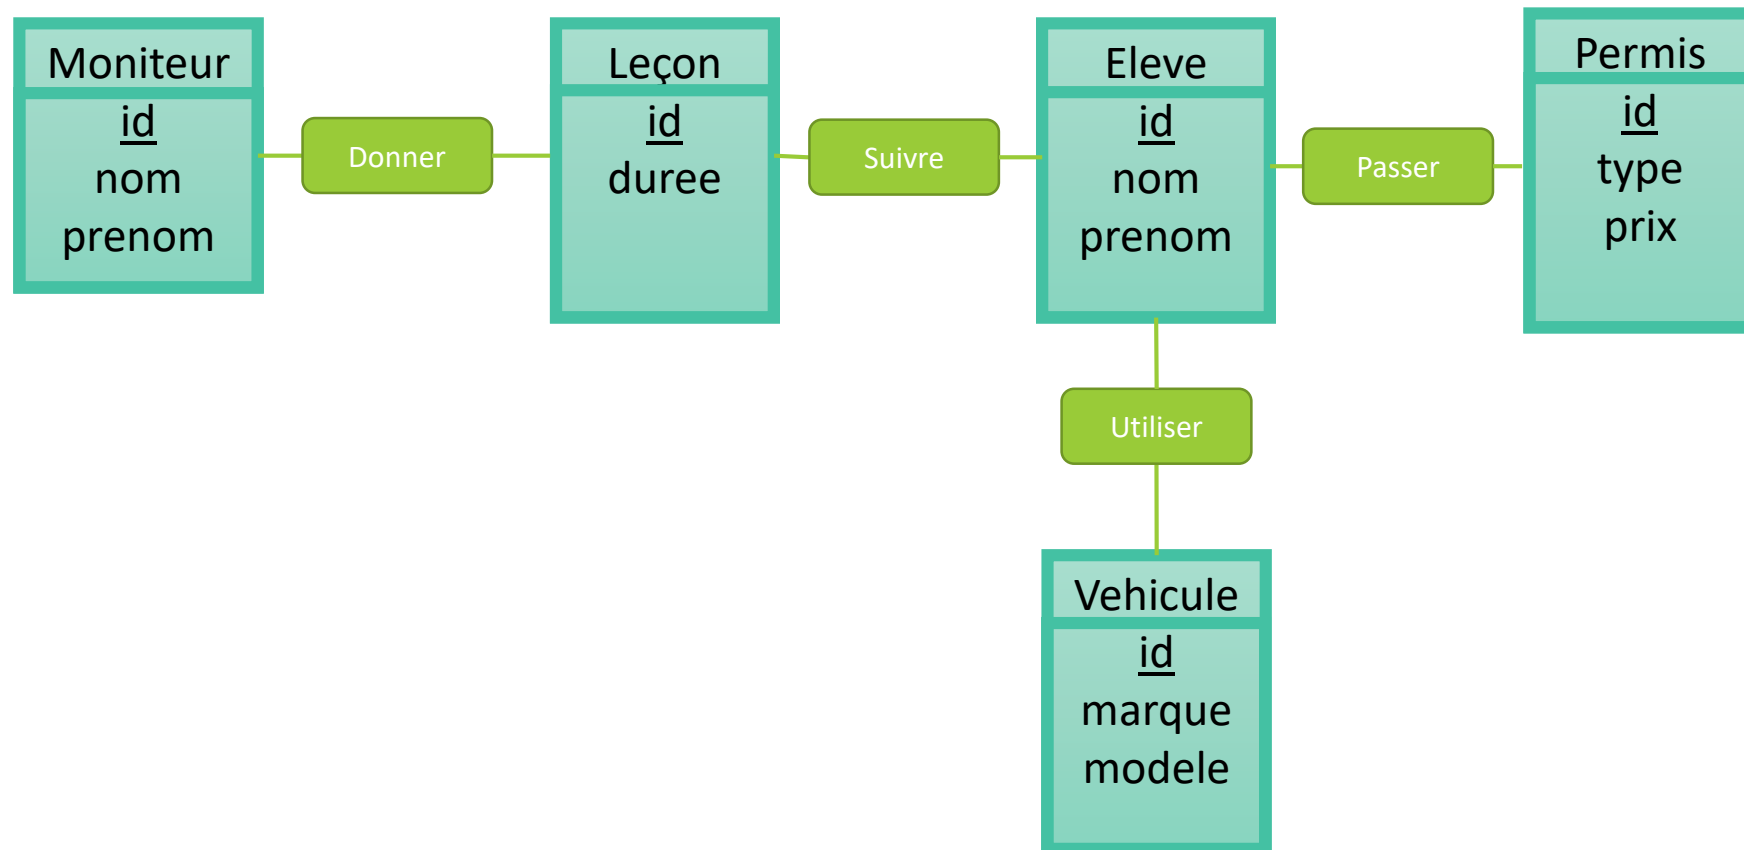 Moniteur
id
nom
prenom
Donner
Leçon
id
duree
Suivre
Eleve
id
nom
prenom
Passer
Permis
id
type
prix
Utiliser
Vehicule
id
marque
modele